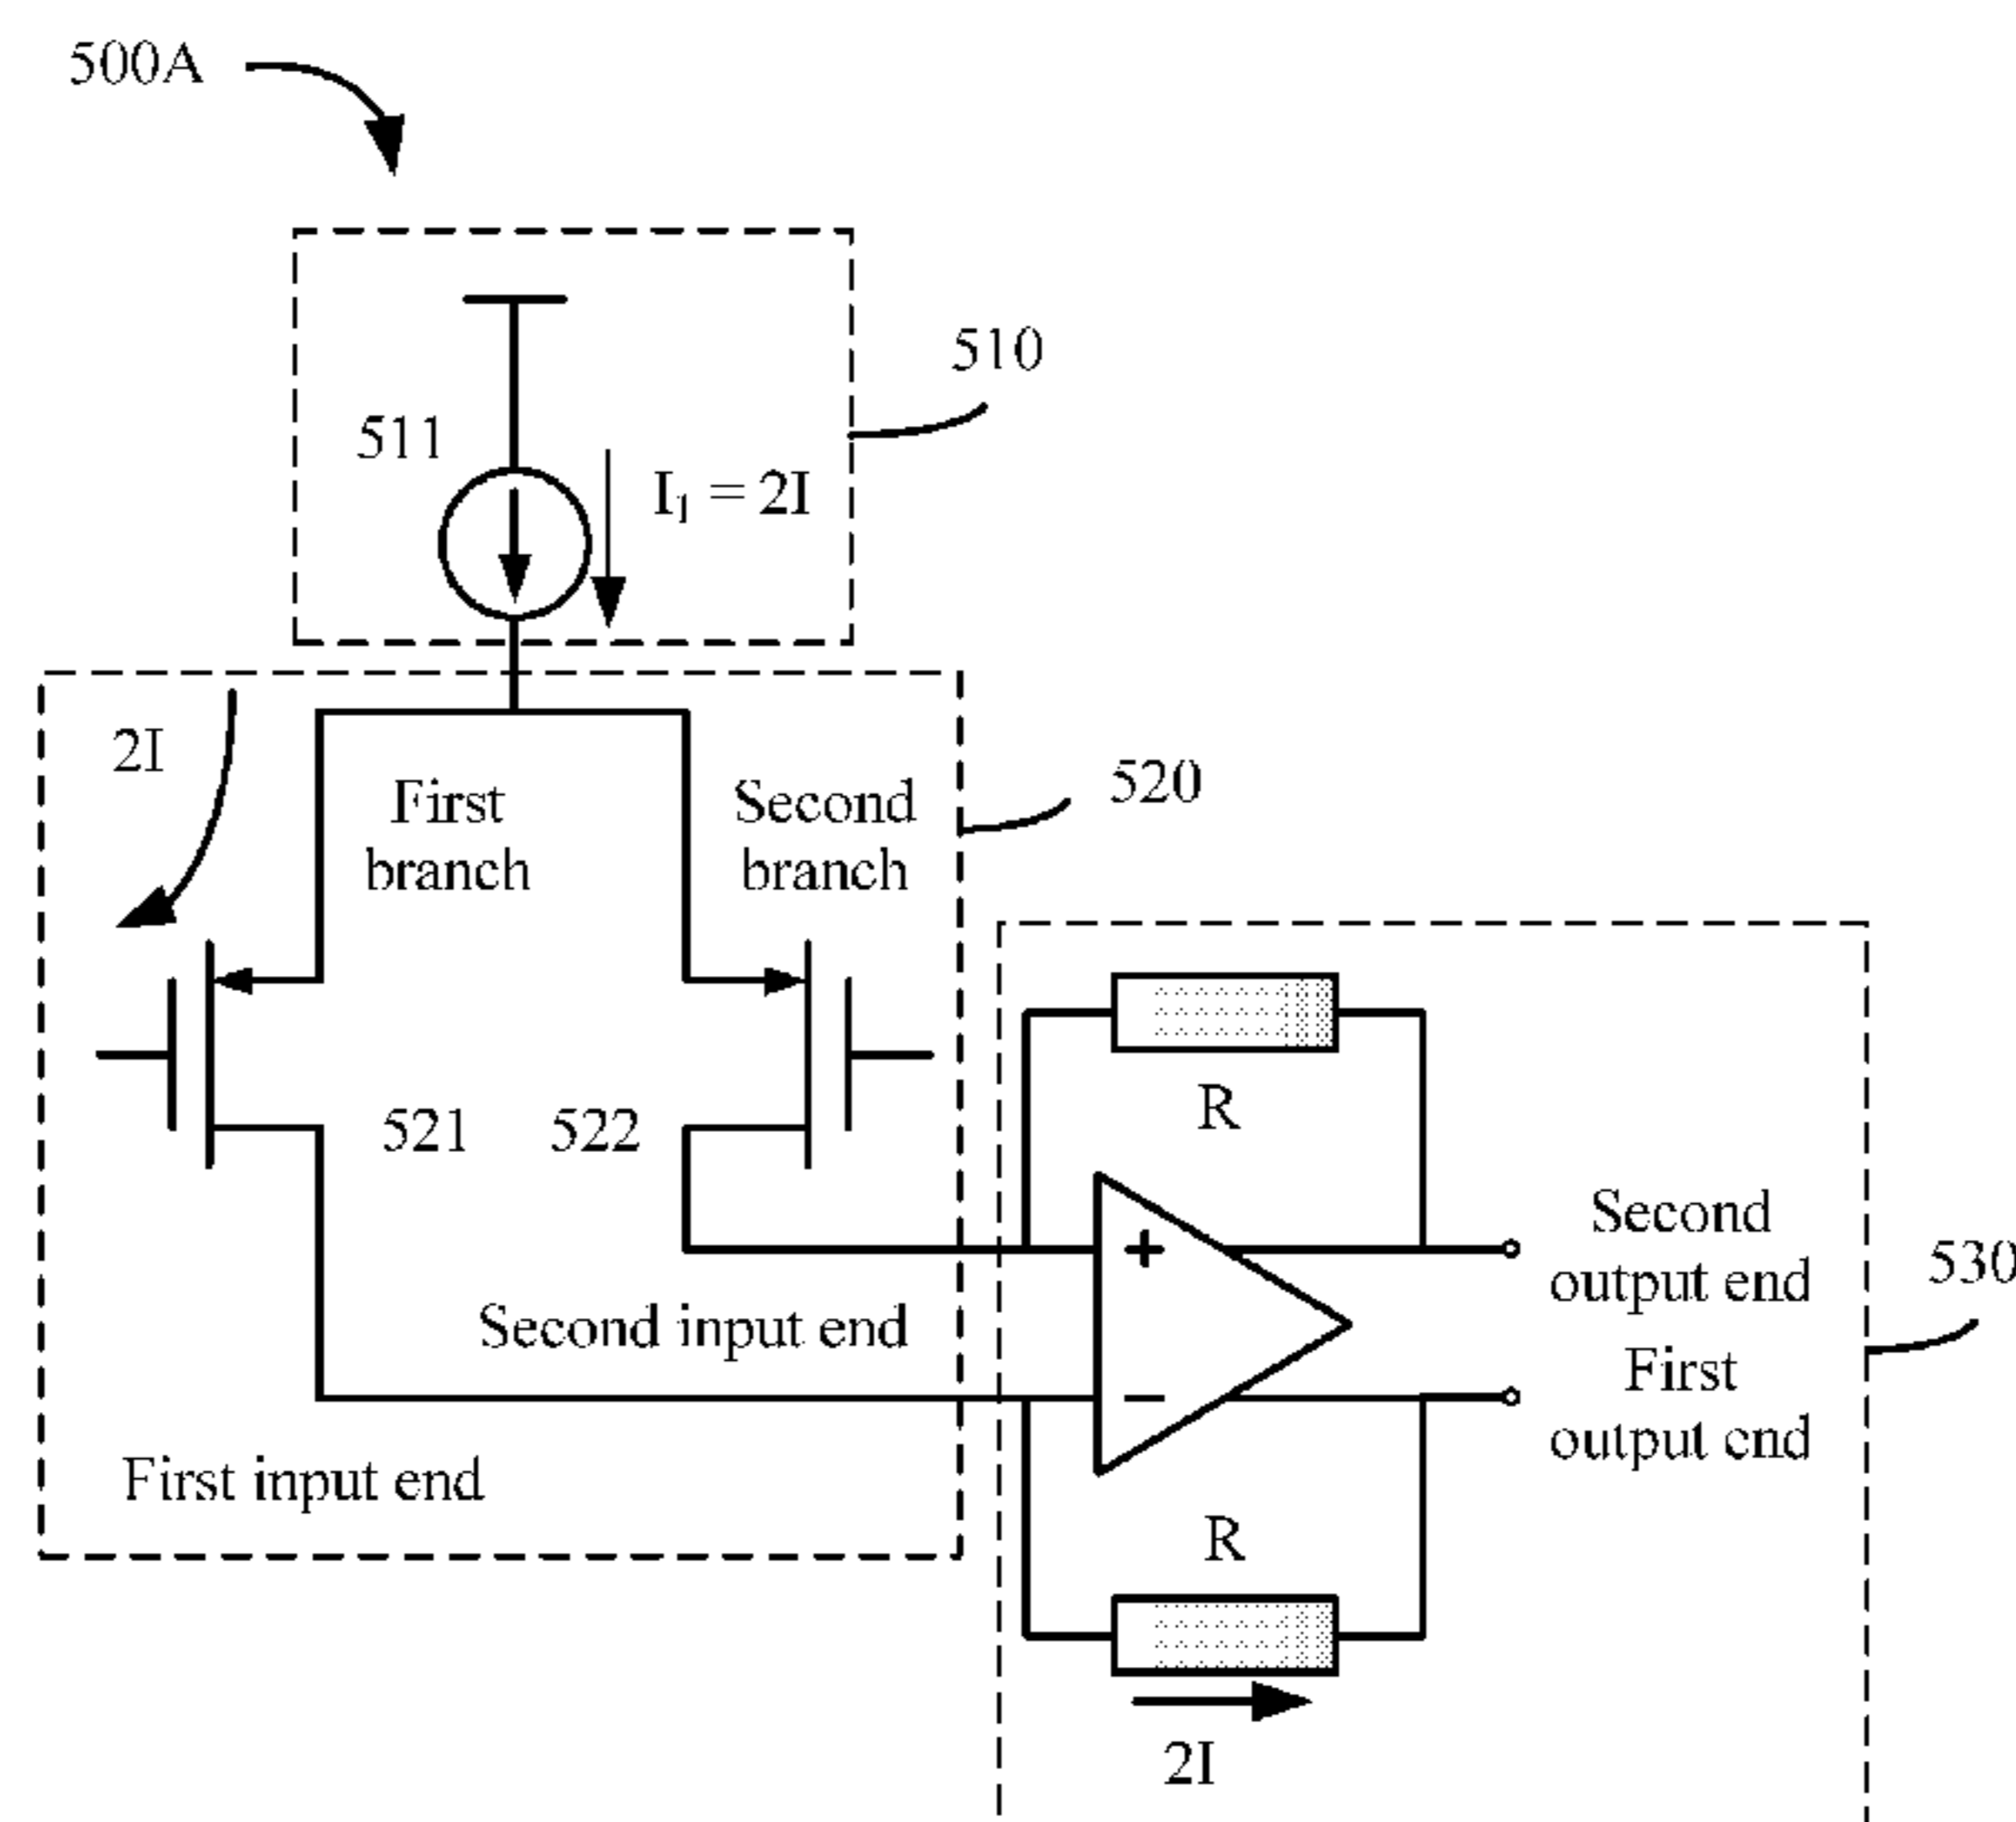 500A
510
511
I1 = 2I
2I
First
branch
Second
branch
520
521
522
R
Second
output end
530
Second input end
First
output end
First input end
R
2I
+
−